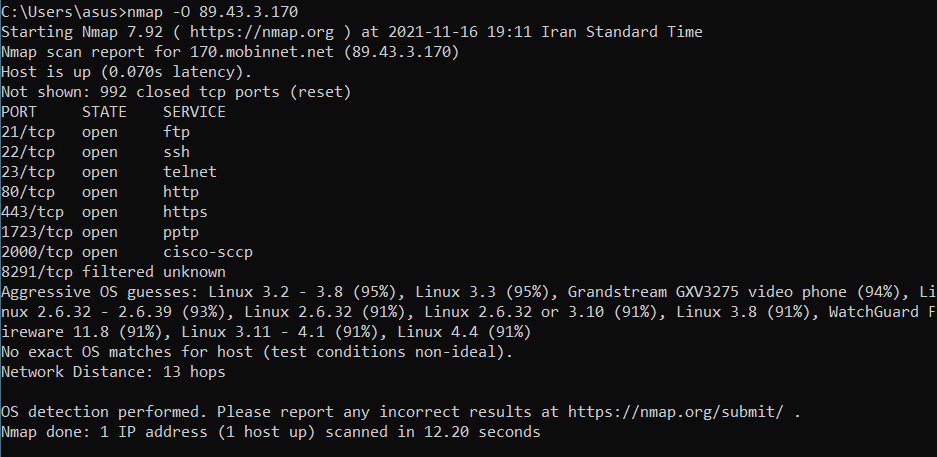 C:\Users\asus>nmap -O 89.43.3.170
Starting Nmap 7.92 ( https://nmap.org ) at 2021-11-16 19:11 Iran Standard Time
Nmap scan report for 170.mobinnet.net (89.43.3.170)
Host is up (0.070s latency).
Not shown: 992 closed tcp ports (reset)
PORT     STATE    SERVICE
21/tcp   open     ftp
22/tcp   open     ssh
23/tcp   open     telnet
80/tcp   open     http
443/tcp  open     https
1723/tcp open     pptp
2000/tcp open     cisco-sccp
8291/tcp filtered unknown
Aggressive OS guesses: Linux 3.2 - 3.8 (95%), Linux 3.3 (95%), Grandstream GXV3275 video phone (94%), Li
nux 2.6.32 - 2.6.39 (93%), Linux 2.6.32 (91%), Linux 2.6.32 or 3.10 (91%), Linux 3.8 (91%), WatchGuard F
ireware 11.8 (91%), Linux 3.11 - 4.1 (91%), Linux 4.4 (91%)
No exact OS matches for host (test conditions non-ideal).
Network Distance: 13 hops

OS detection performed. Please report any incorrect results at https://nmap.org/submit/ .
Nmap done: 1 IP address (1 host up) scanned in 12.20 seconds